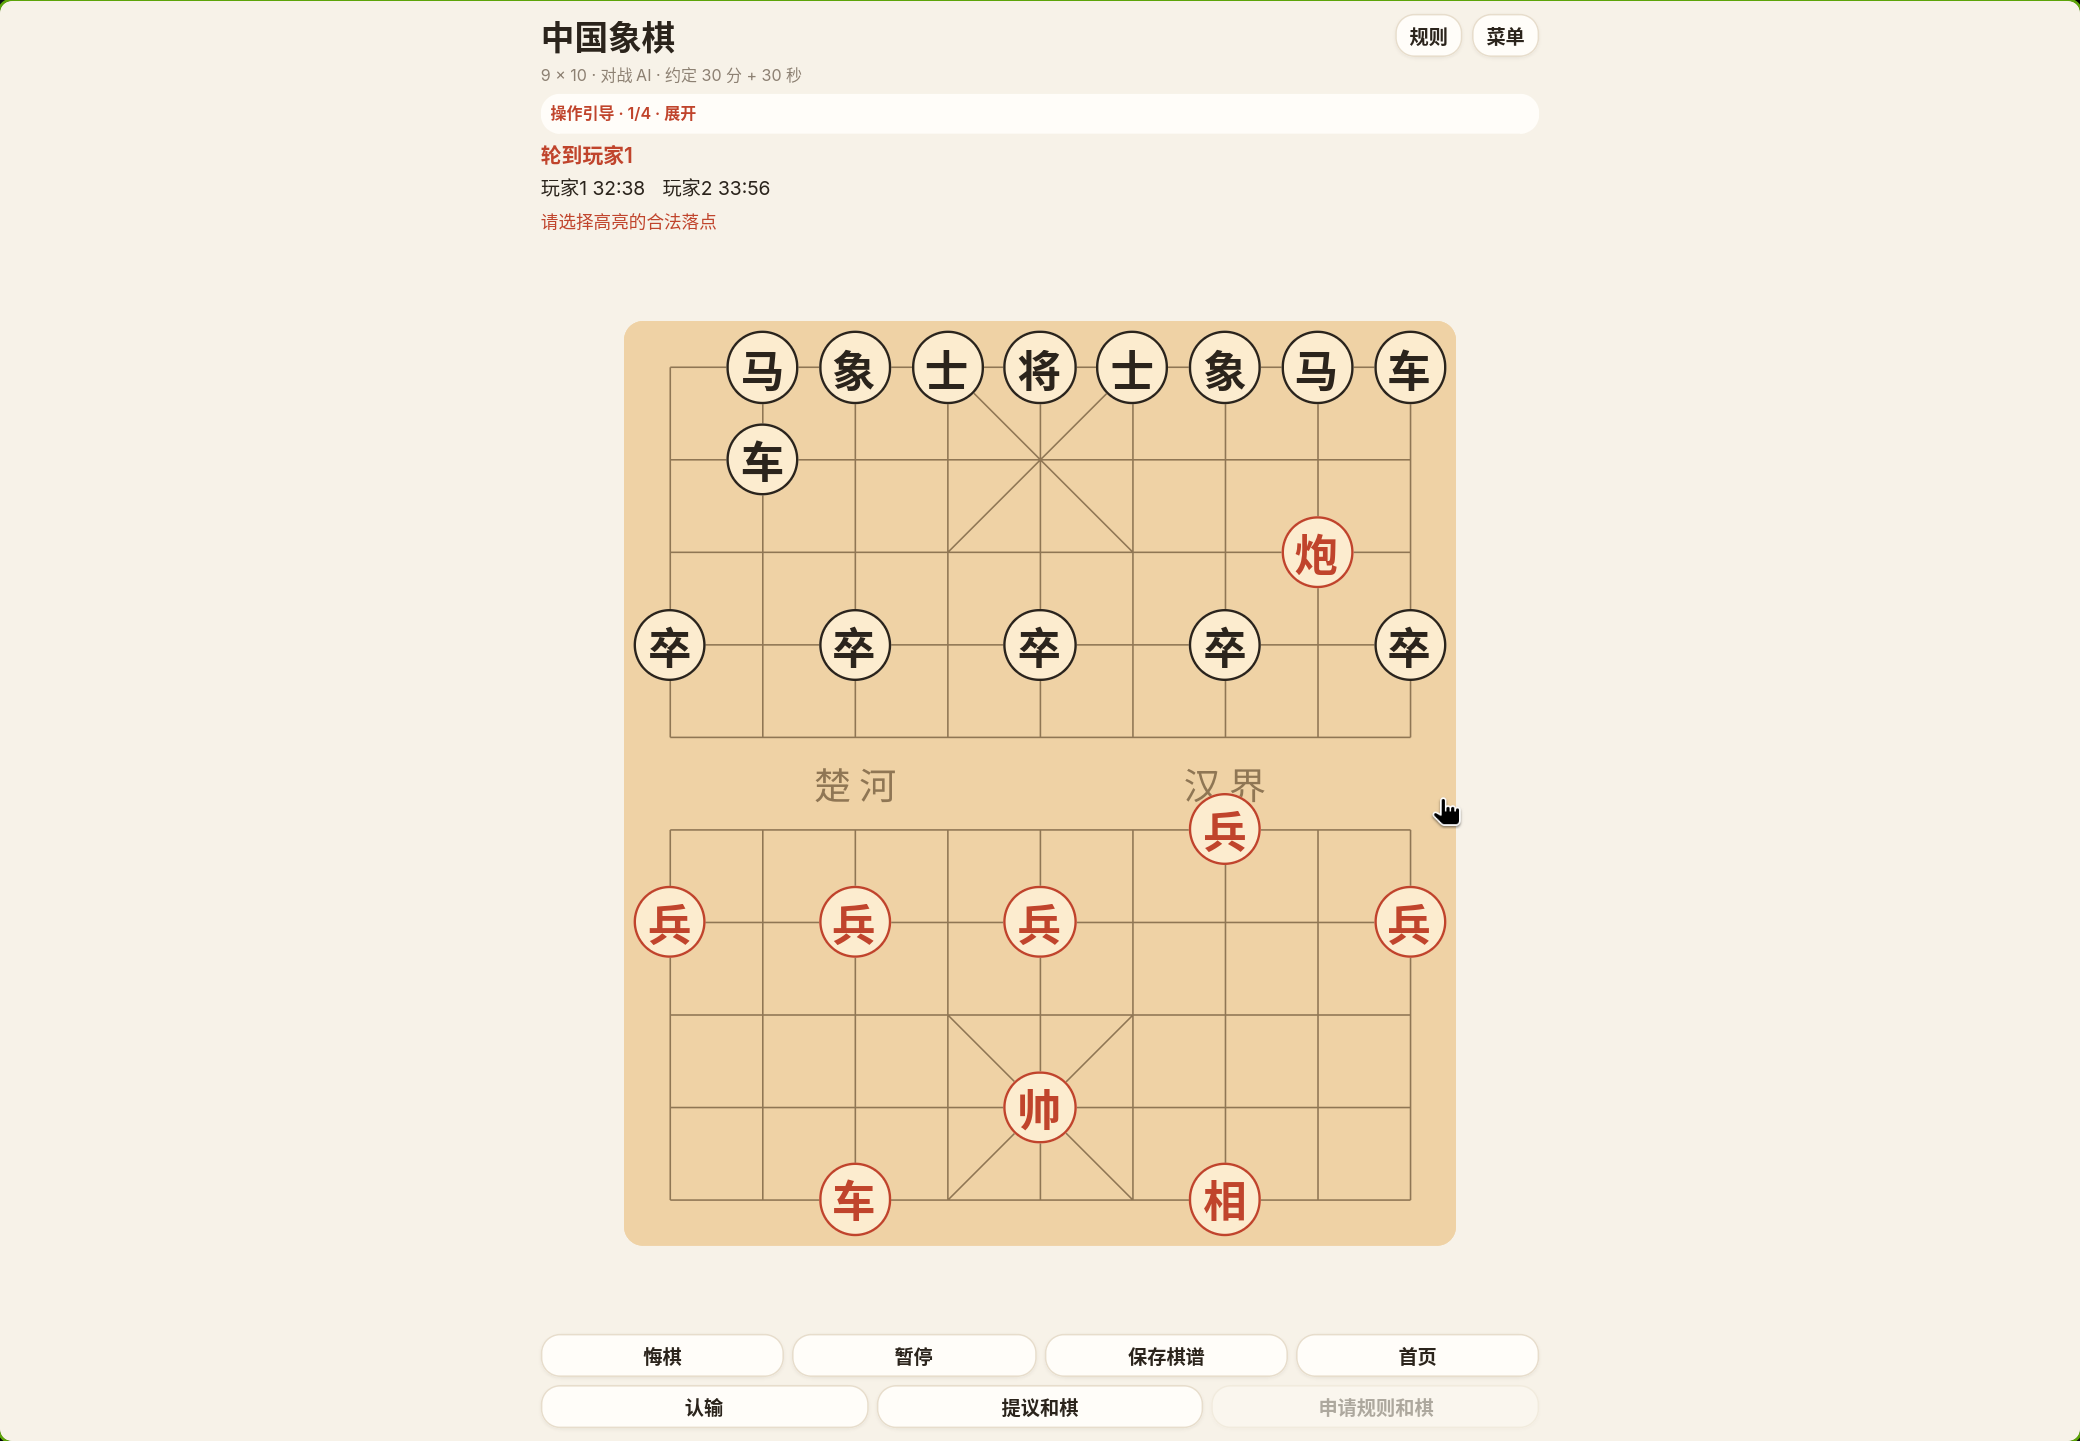 中国象棋
规则 菜单
9 × 10 · 对战 AI · 约定 30 分 + 30 秒
操作引导 · 1/4 · 展开
轮到玩家1
玩家1 32:38 玩家2 33:56
请选择高亮的合法落点
马 象 士 将 士 象 马 车
车
炮
卒 卒 卒 卒 卒
楚河 汉界
兵
兵 兵 兵 兵
帅
车 相
悔棋 暂停 保存棋谱 首页
认输 提议和棋 申请规则和棋